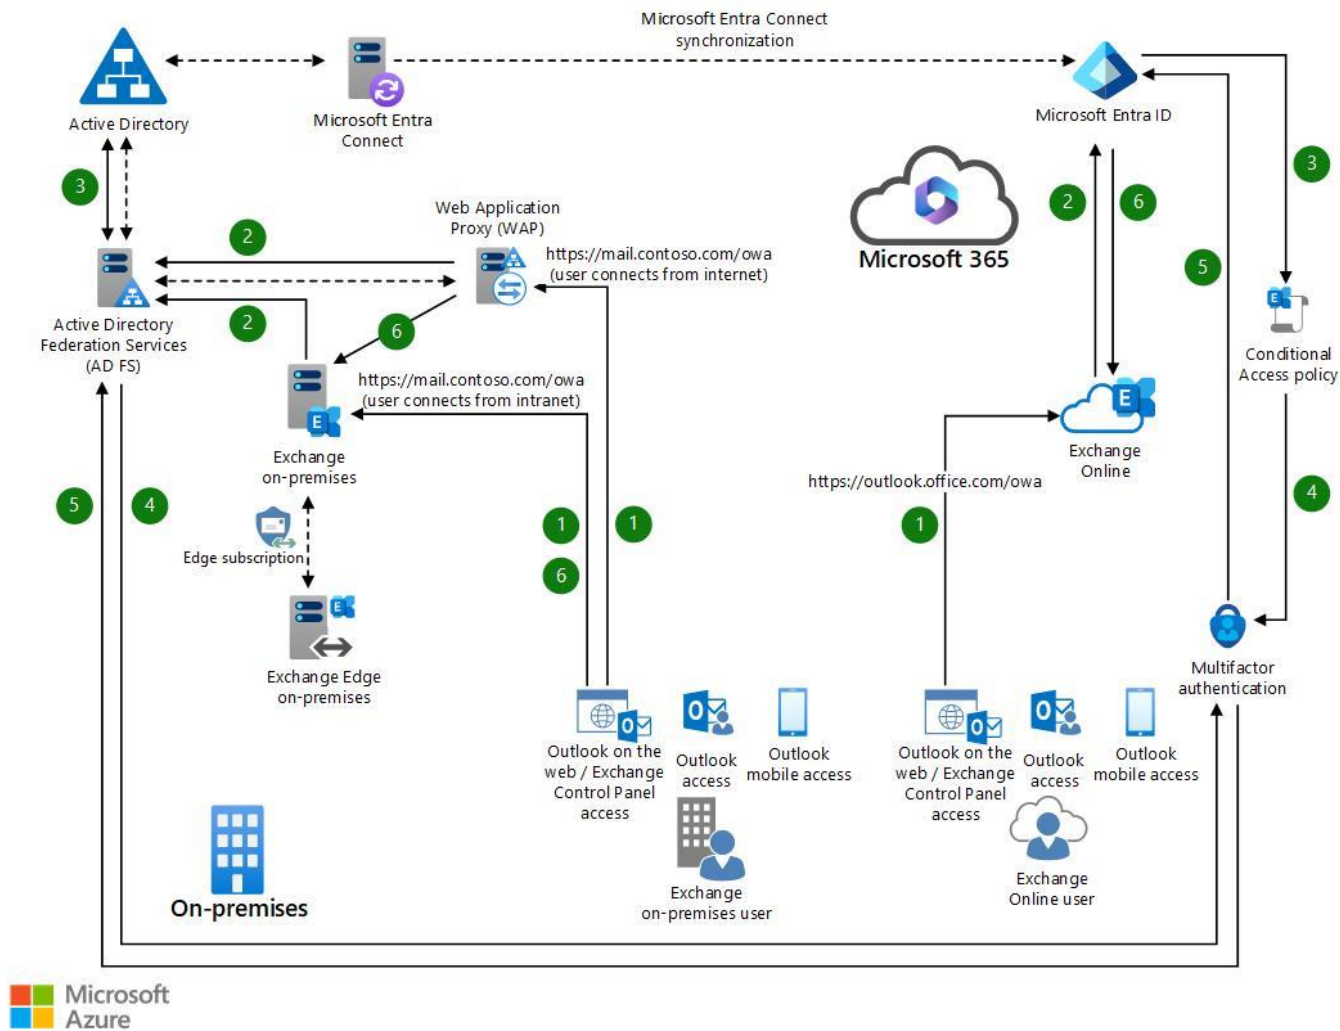 Microsoft Entra Connect
synchronization
Active Directory
Microsoft Entra
Connect
Microsoft Entra ID
3
3
2
6
Web Application
Proxy (WAP)
2
https://mail.contoso.com/owa
(user connects from internet)
Microsoft 365
5
Active Directory
Federation Services
(AD FS)
2
6
Conditional
Access policy
https://mail.contoso.com/owa
(user connects from intranet)
E
E
E
Exchange
on-premises
Exchange
Online
https://outlook.office.com/owa
5
4
1
1
1
4
Edge subscription
6
E
Exchange Edge
on-premises
Multifactor
authentication
Outlook on the
web / Exchange
Control Panel
access
Outlook
access
Outlook
mobile access
Outlook on the
web / Exchange
Control Panel
access
Outlook
access
Outlook
mobile access
On-premises
Exchange
on-premises user
Exchange
Online user
Microsoft
Azure